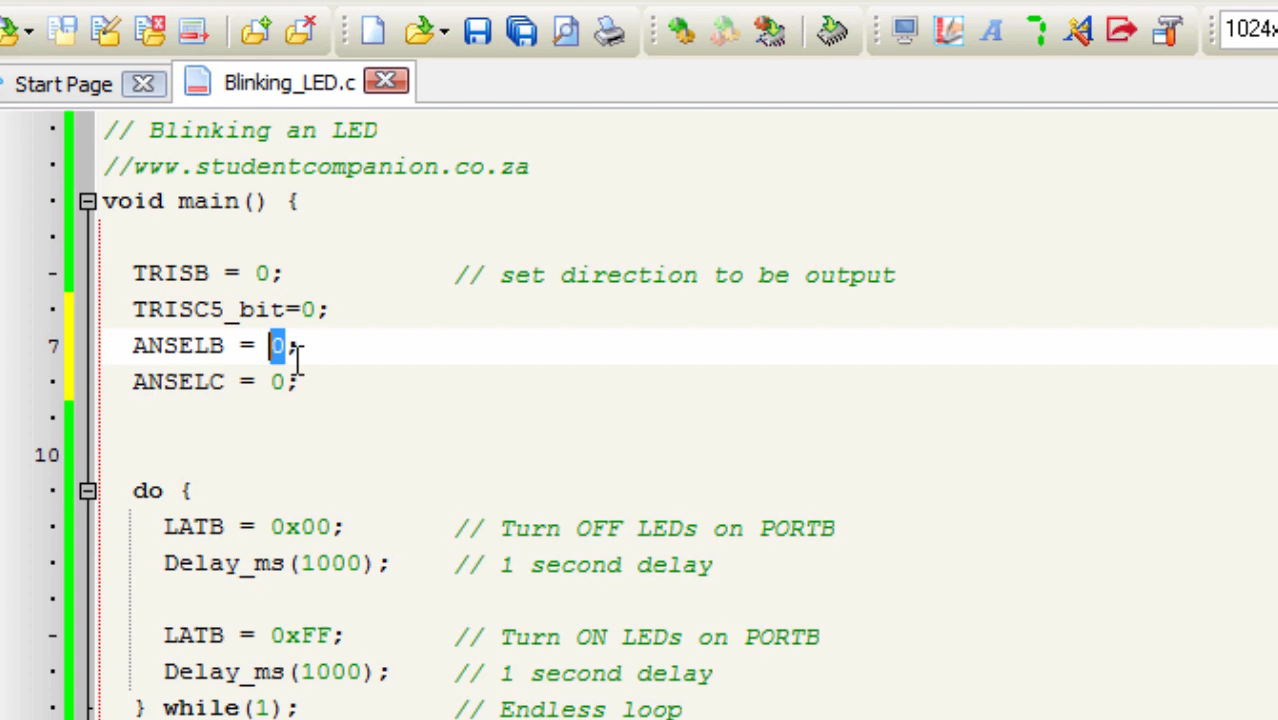 1024x
Start Page
Blinking_LED.c
// Blinking an LED
//www.studentcompanion.co.za
void main() {
TRISB = 0; // set direction to be output
TRISC5_bit=0;
7 ANSELB = 0;
ANSELC = 0;
10
do {
LATB = 0x00; // Turn OFF LEDs on PORTB
Delay_ms(1000); // 1 second delay
LATB = 0xFF; // Turn ON LEDs on PORTB
Delay_ms(1000); // 1 second delay
} while(1); // Endless loop